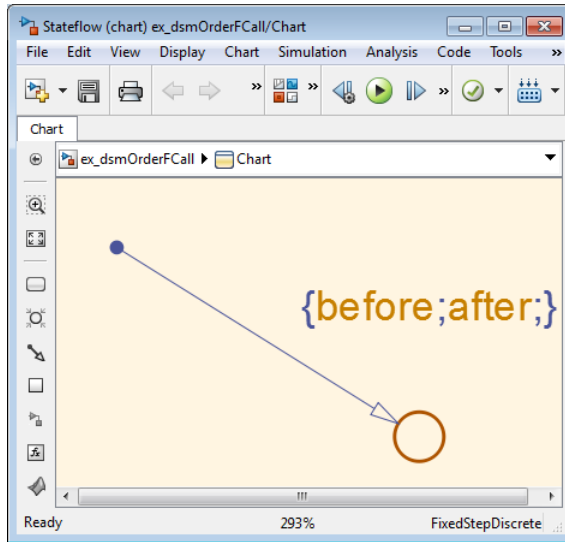 Stateflow (chart) ex_dsmOrderFCall/Chart
File Edit View Display Chart Simulation Analysis Code Tools »
» » »
Chart
ex_dsmOrderFCall Chart
{before;after;}
fx
Ready 293% FixedStepDiscrete